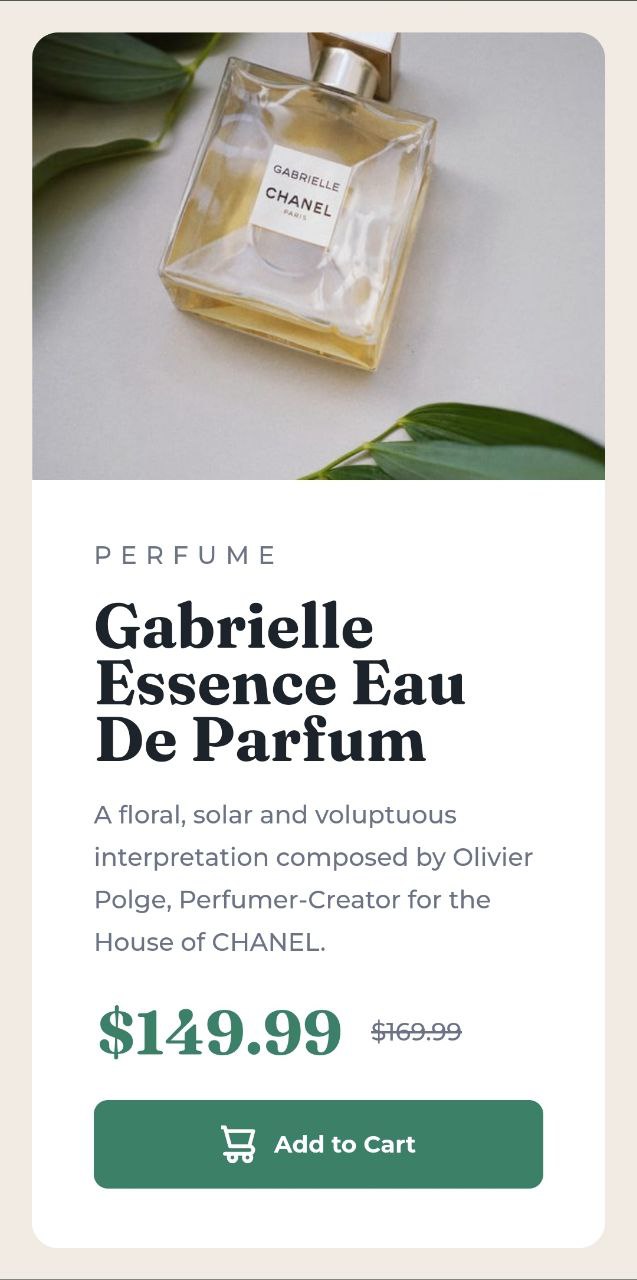 GABRIELLE
CHANEL
PARIS
PERFUME
Gabrielle
Essence Eau
De Parfum
A floral, solar and voluptuous
interpretation composed by Olivier
Polge, Perfumer-Creator for the
House of CHANEL.
$149.99 $169.99
Add to Cart